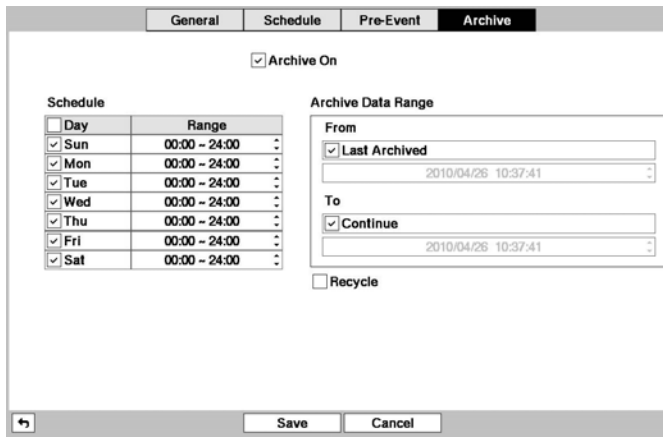 General Schedule Pre-Event Archive
Archive On
Schedule
Day Range
Sun 00:00 ~ 24:00
Mon 00:00 ~ 24:00
Tue 00:00 ~ 24:00
Wed 00:00 ~ 24:00
Thu 00:00 ~ 24:00
Fri 00:00 ~ 24:00
Sat 00:00 ~ 24:00
Archive Data Range
From
Last Archived
2010/04/26 10:37:41
To
Continue
2010/04/26 10:37:41
Recycle
Save Cancel